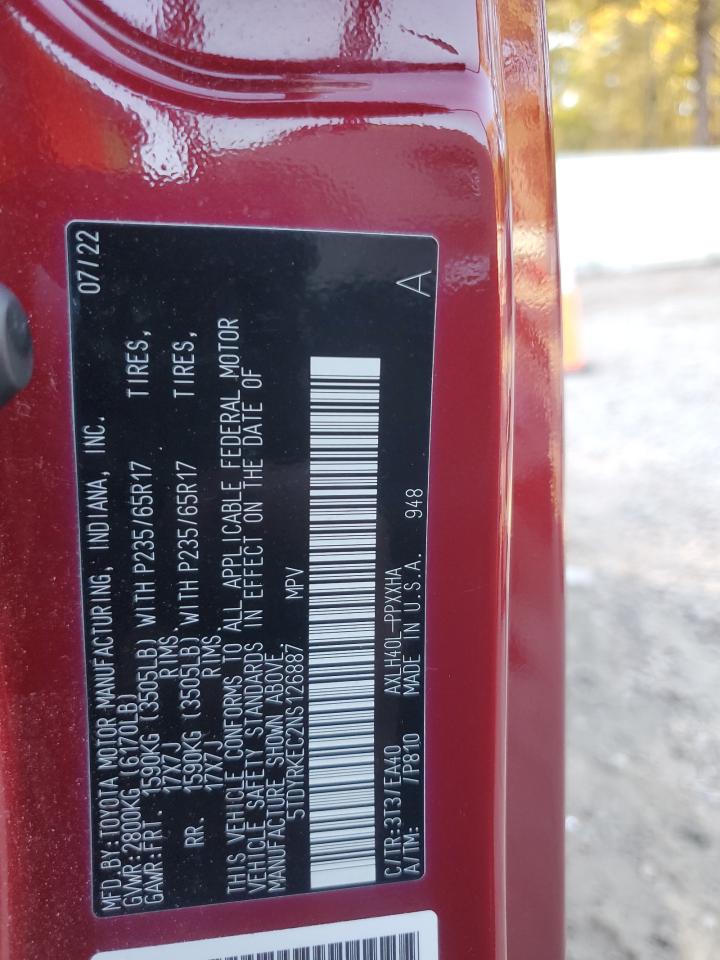 MFD.BY:TOYOTA MOTOR MANUFACTURING, INDIANA, INC. 07/22
GVWR:2800KG (6170LB)
GAWR:FRT. 1590KG (3505LB) WITH P235/65R17 TIRES,
17X7J RIMS.
RR. 1590KG (3505LB) WITH P235/65R17 TIRES,
17X7J RIMS.
THIS VEHICLE CONFORMS TO ALL APPLICABLE FEDERAL MOTOR
VEHICLE SAFETY STANDARDS IN EFFECT ON THE DATE OF
MANUFACTURE SHOWN ABOVE.
5TDYRKEC2NS126887 MPV
C/TR:3T3/EA40 AXLH40L-PPXXHA
A/TM: /P810 MADE IN U.S.A. 948 A